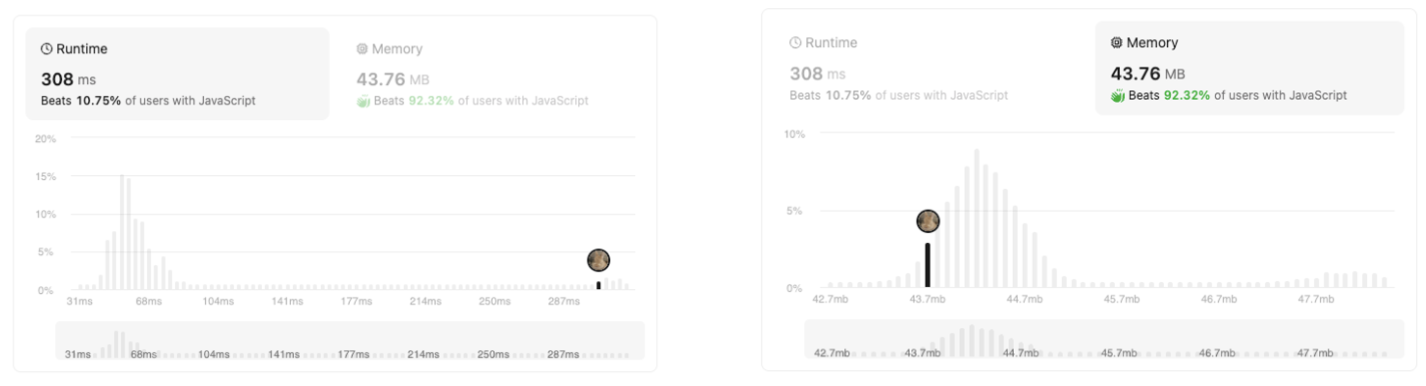 Runtime
Memory
308 ms
43.76 MB
Beats 10.75% of users with JavaScript
Beats 92.32% of users with JavaScript
20%
15%
10%
5%
0%
31ms 68ms 104ms 141ms 177ms 214ms 250ms 287ms
31ms 68ms 104ms 141ms 177ms 214ms 250ms 287ms
Runtime
Memory
308 ms
43.76 MB
Beats 10.75% of users with JavaScript
Beats 92.32% of users with JavaScript
10%
5%
0%
42.7mb 43.7mb 44.7mb 45.7mb 46.7mb 47.7mb
42.7mb 43.7mb 44.7mb 45.7mb 46.7mb 47.7mb